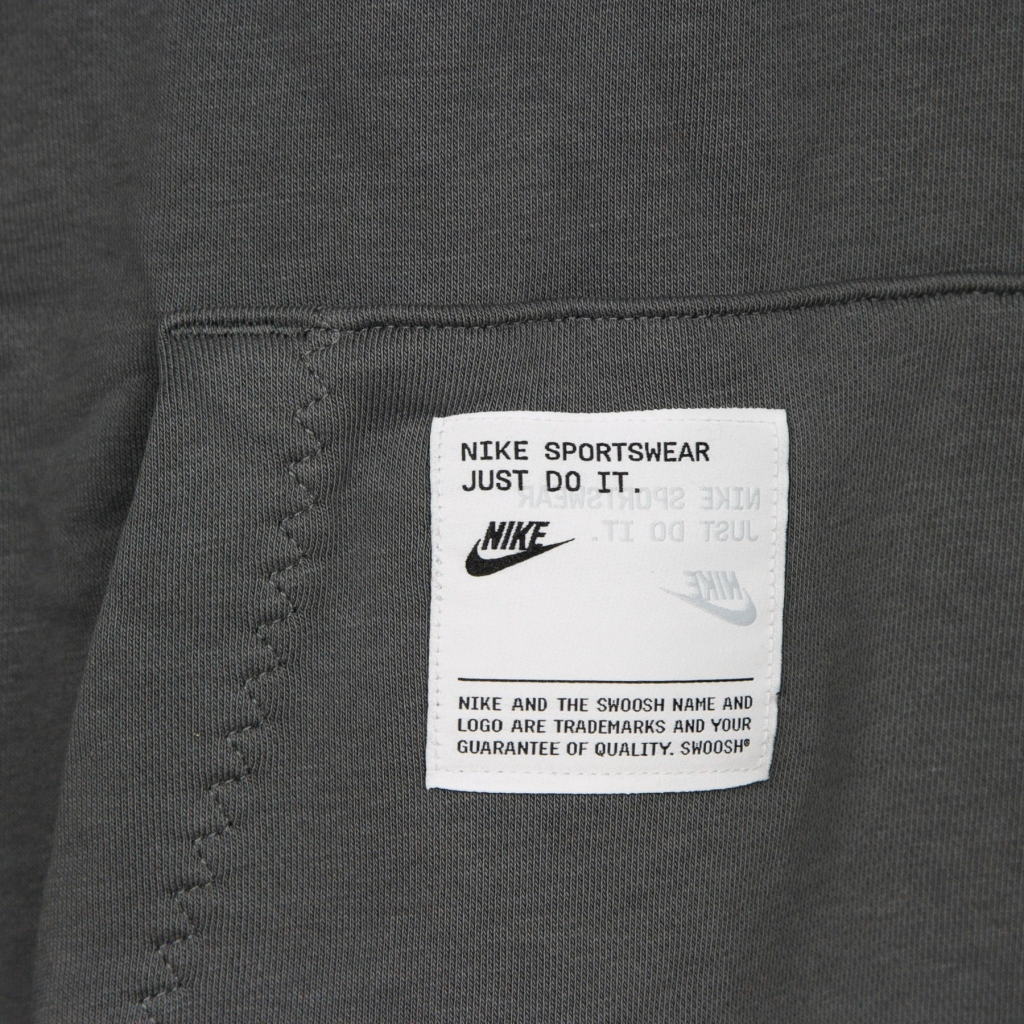 NIKE SPORTSWEAR
JUST DO IT.
NIKE SPORTSWEAR
JUST DO IT.
NIKE
NIKE
NIKE AND THE SWOOSH NAME AND
LOGO ARE TRADEMARKS AND YOUR
GUARANTEE OF QUALITY. SWOOSH®